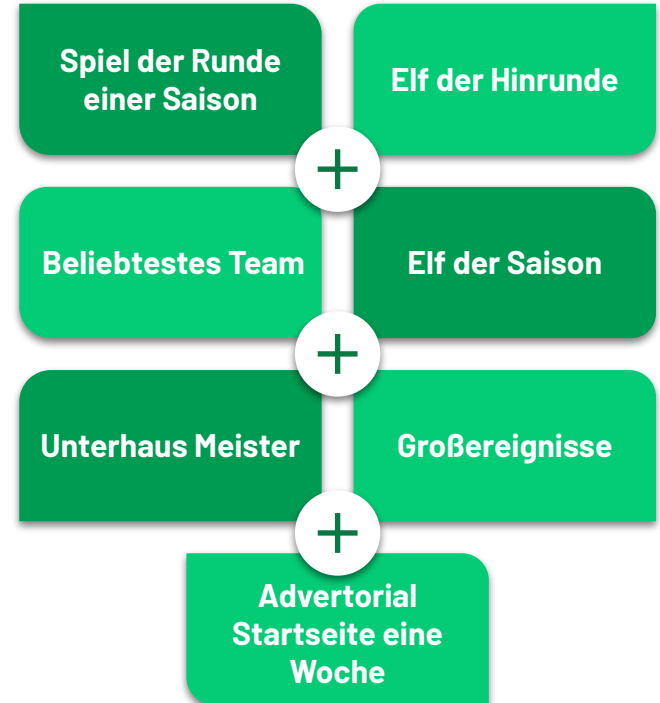 Spiel der Runde
einer Saison
Elf der Hinrunde
+
Beliebtestes Team
Elf der Saison
+
Unterhaus Meister
Großereignisse
+
Advertorial
Startseite eine
Woche